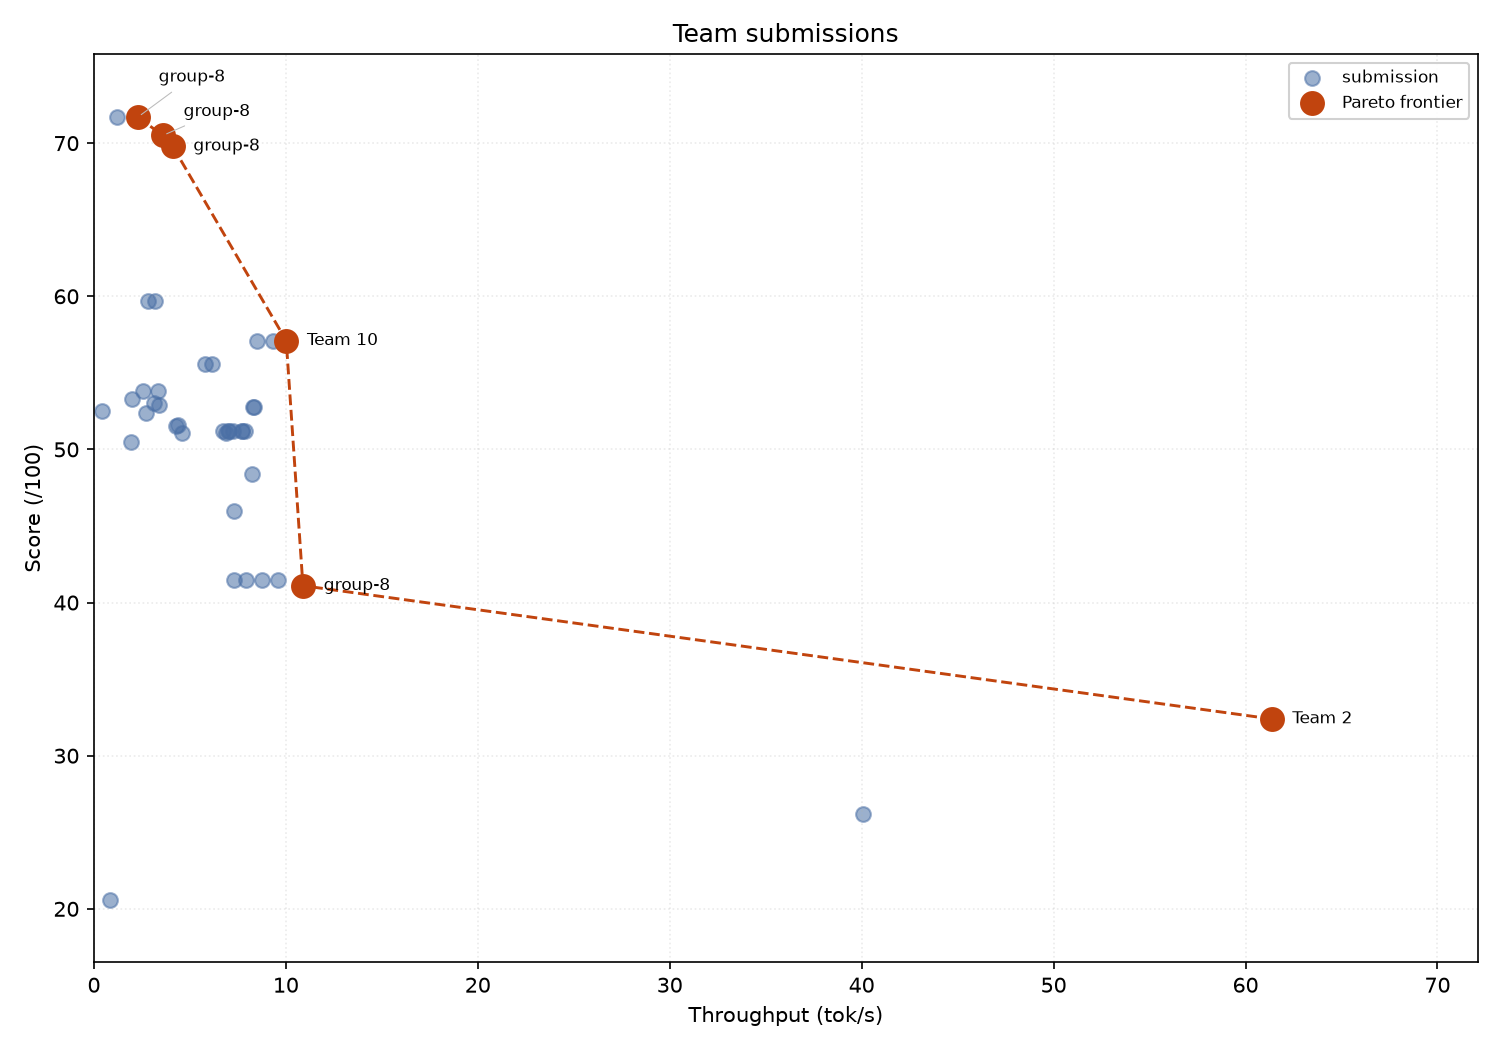 Team submissions
submission
Pareto frontier
group-8
group-8
group-8
Team 10
group-8
Team 2
Score (/100)
70
60
50
40
30
20
0 10 20 30 40 50 60 70
Throughput (tok/s)